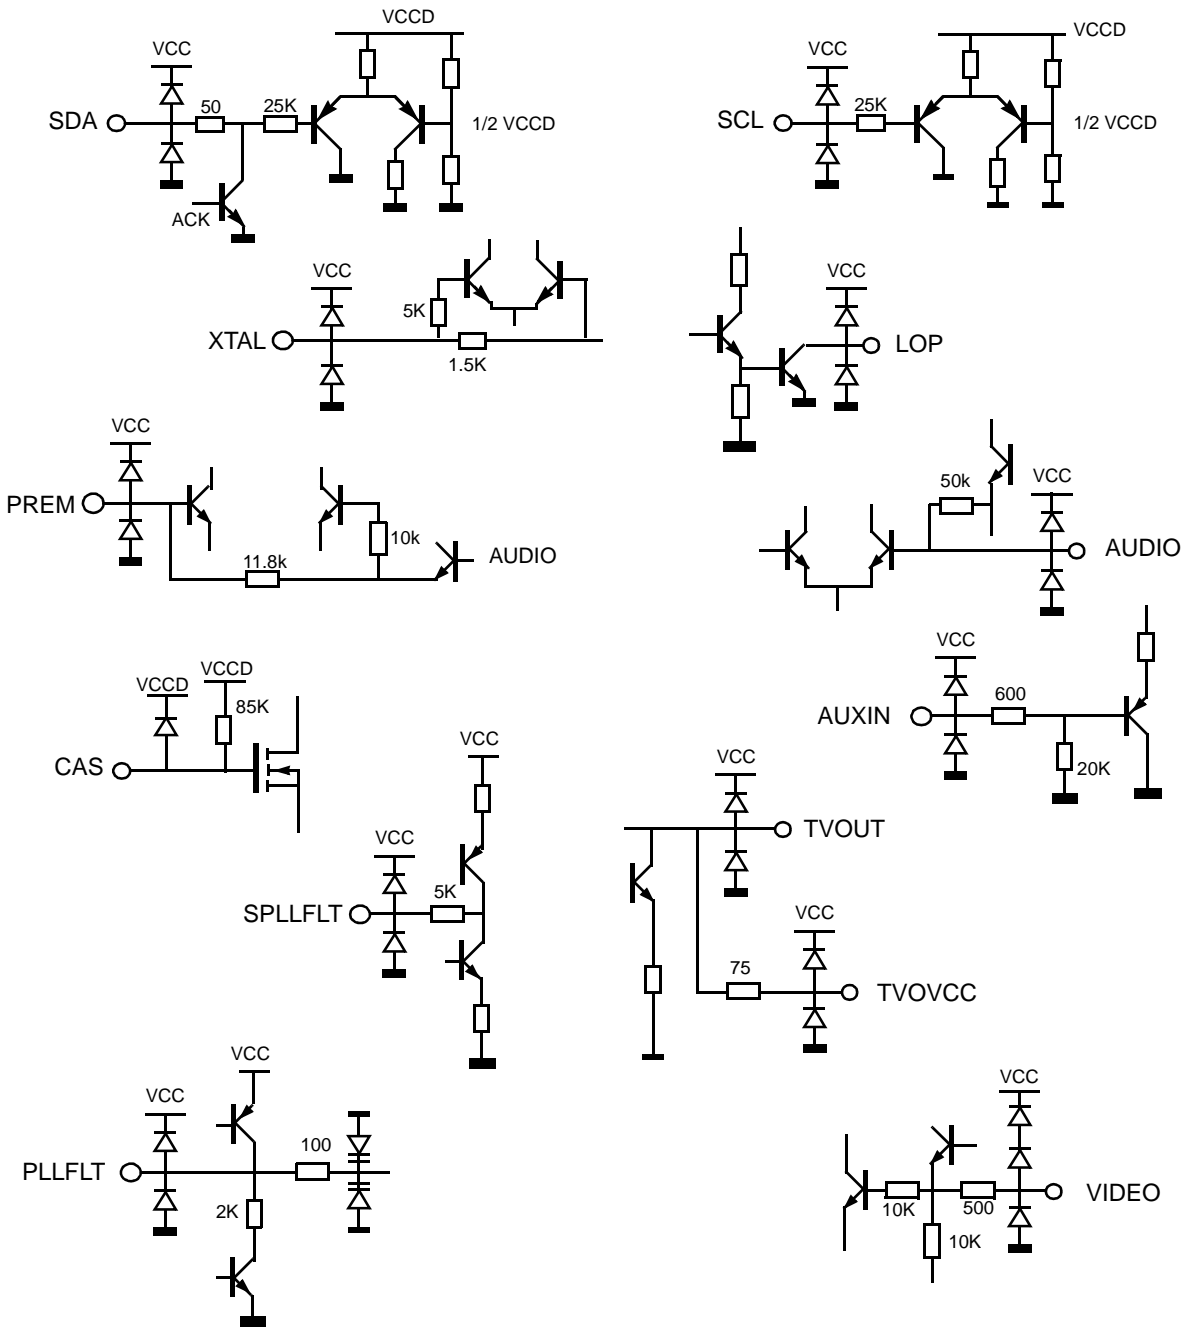 VCCD
VCC
50
25K
SDA
1/2 VCCD
ACK
VCCD
VCC
25K
SCL
1/2 VCCD
VCC
5K
XTAL
1.5K
VCC
LOP
VCC
PREM
10k
11.8k
AUDIO
50k
VCC
AUDIO
VCCD
VCCD
85K
CAS
VCC
600
AUXIN
20K
VCC
VCC
5K
SPLLFLT
VCC
TVOUT
VCC
75
TVOVCC
VCC
VCC
100
PLLFLT
2K
VCC
10K
500
VIDEO
10K